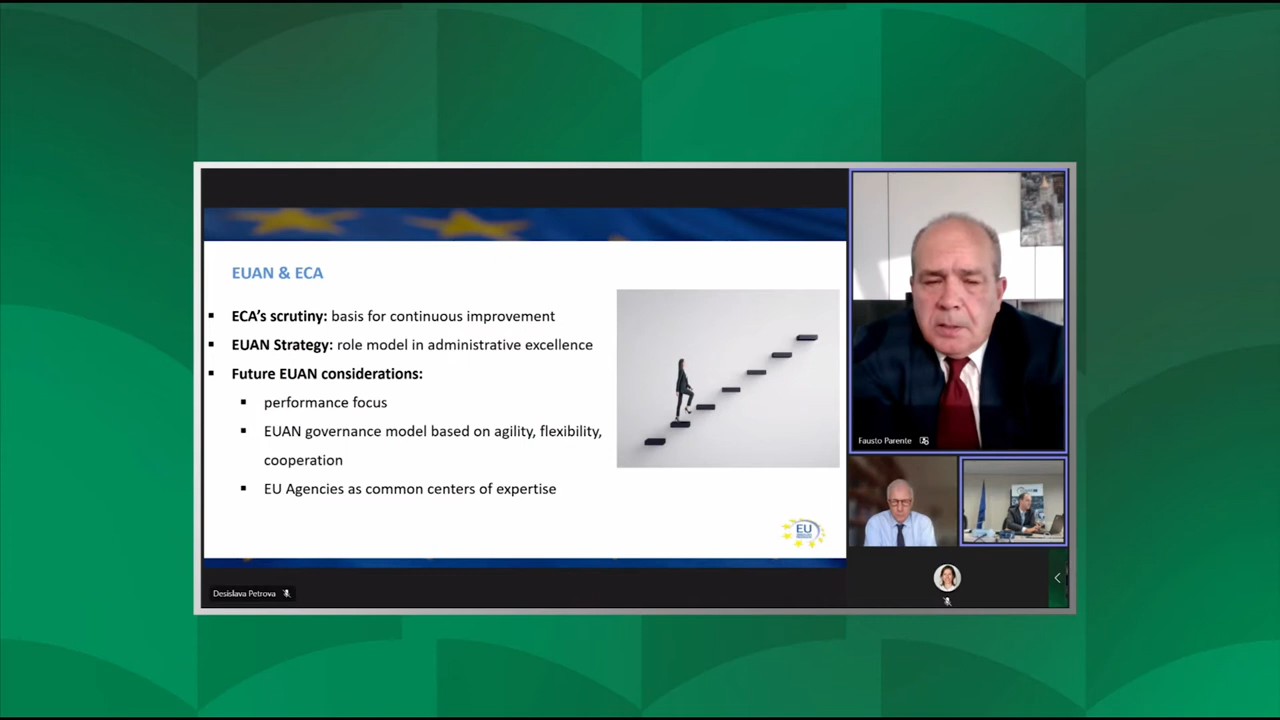 EUAN & ECA
ECA's scrutiny: basis for continuous improvement
EUAN Strategy: role model in administrative excellence
Future EUAN considerations:
performance focus
EUAN governance model based on agility, flexibility,
cooperation
EU Agencies as common centers of expertise
EU
Desislava Petrova
Fausto Parente